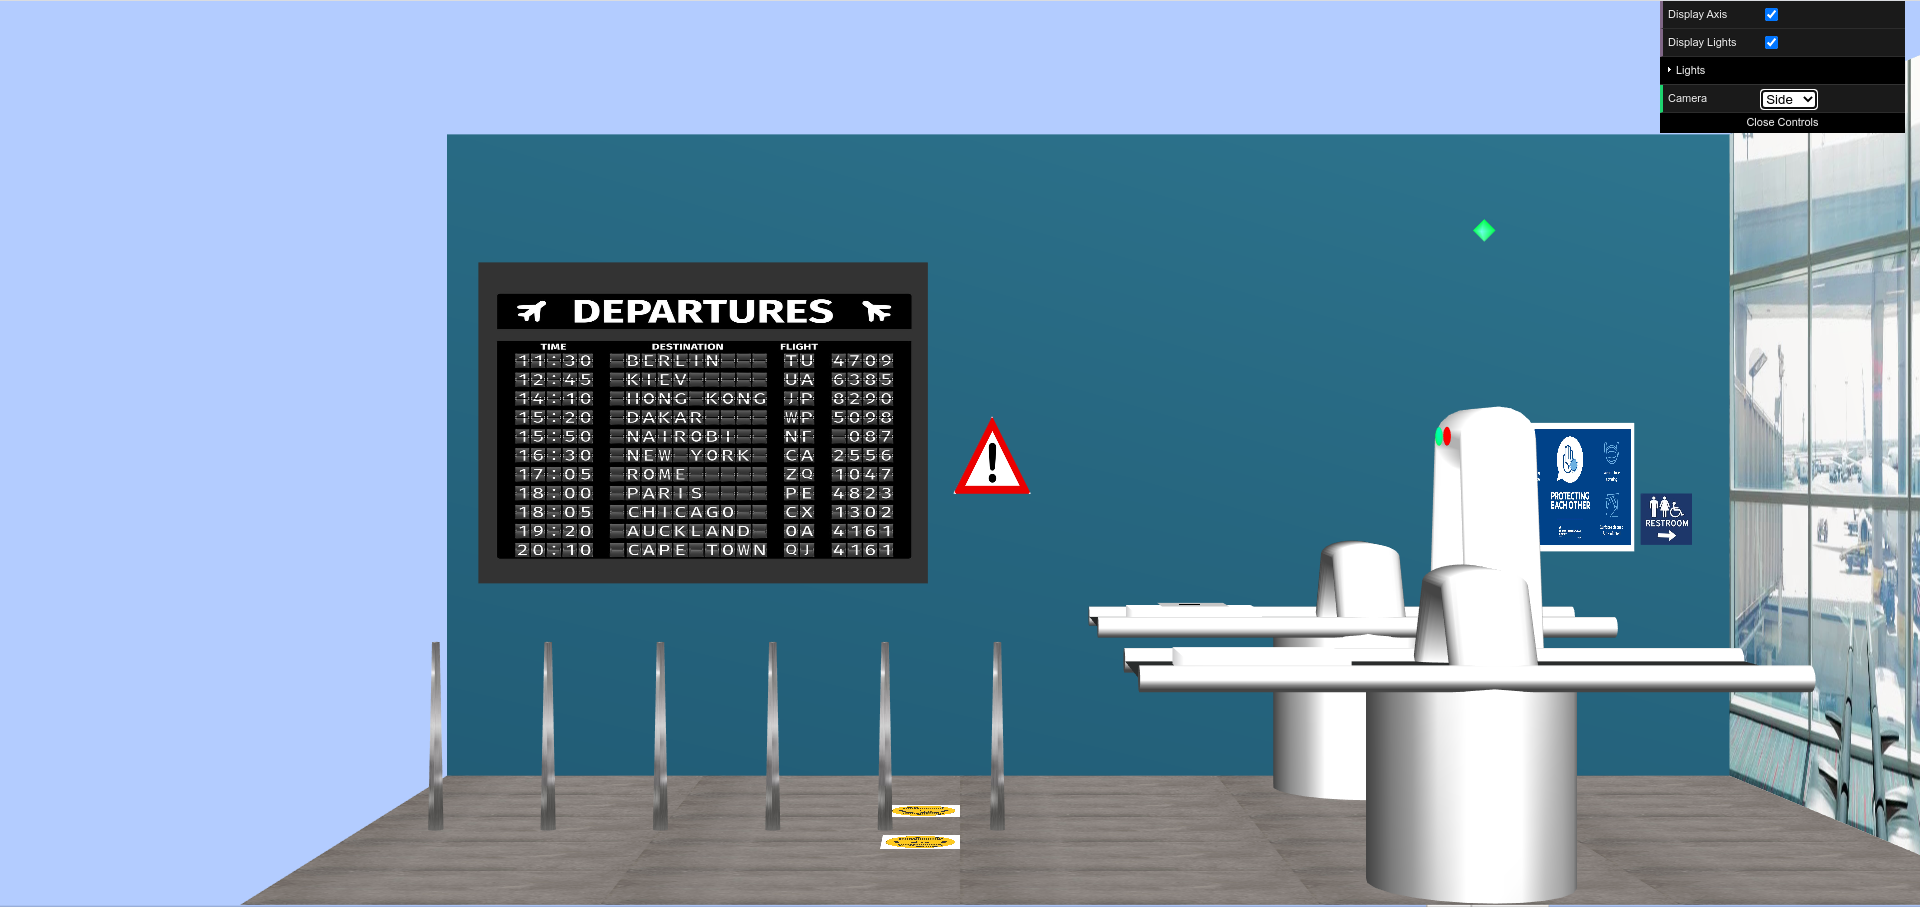 Display Axis
Display Lights
Lights
Camera Side
Close Controls
DEPARTURES
TIME DESTINATION FLIGHT
11:30 BERLIN TU 4709
12:45 KIEV UA 6385
14:10 HONG KONG JP 8290
15:20 DAKAR WP 5098
15:50 NAIROBI NF 087
16:30 NEW YORK CA 2556
17:05 ROME ZQ 1047
18:00 PARIS PE 4823
18:05 CHICAGO CX 1302
19:20 AUCKLAND OA 4161
20:10 CAPE TOWN QJ 4161
!
PROTECTING
EACH OTHER
RESTROOM